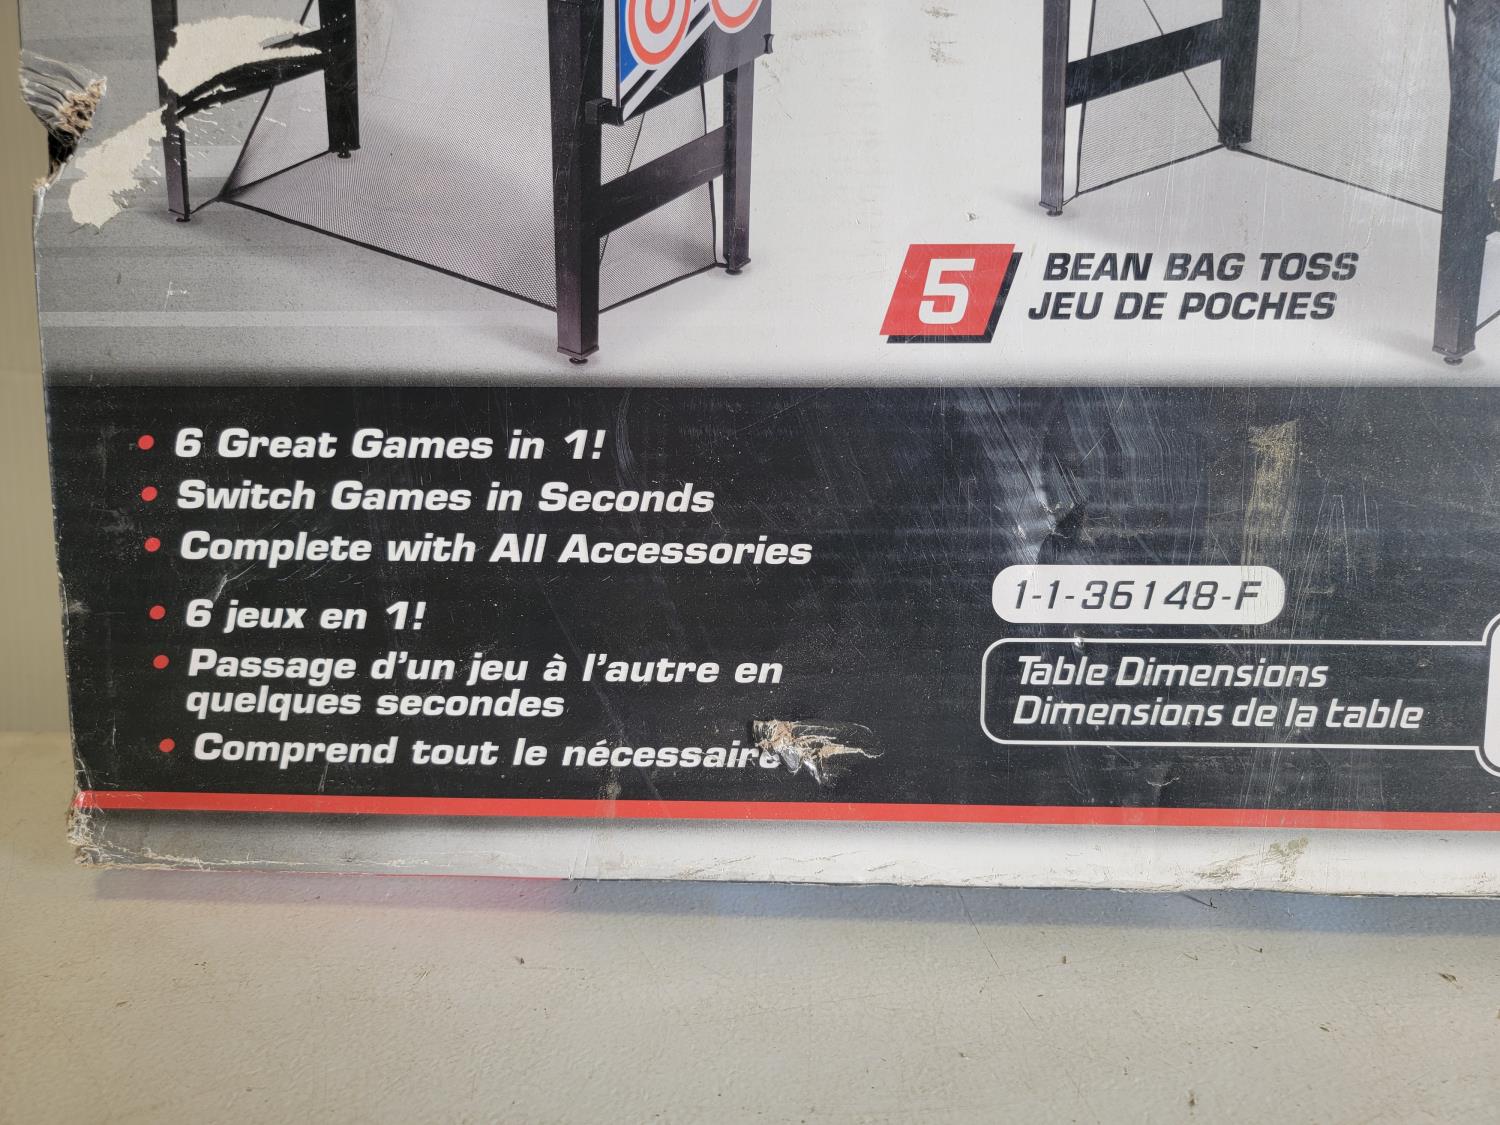 5
BEAN BAG TOSS
JEU DE POCHES
• 6 Great Games in 1!
• Switch Games in Seconds
• Complete with All Accessories
• 6 jeux en 1!
• Passage d'un jeu à l'autre en
quelques secondes
• Comprend tout le nécessaire
1-1-36148-F
Table Dimensions
Dimensions de la table